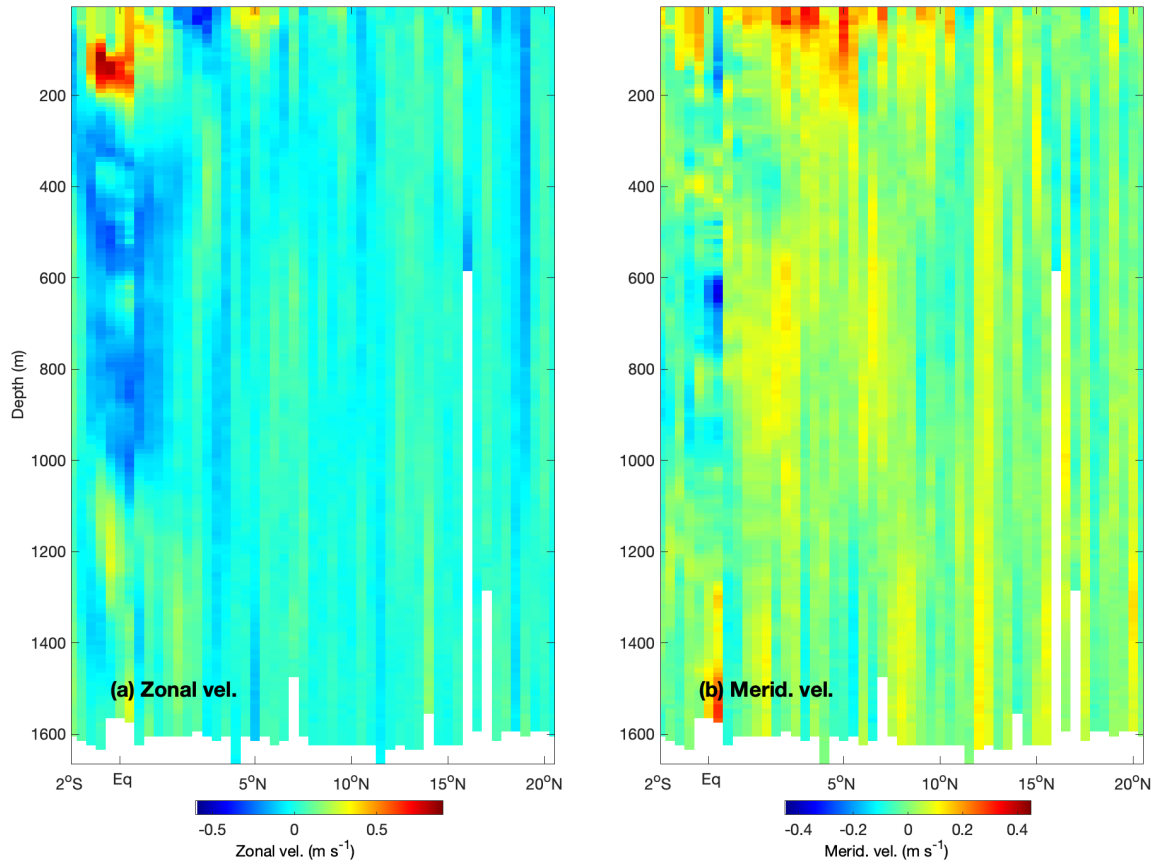 200
400
600
800
1000
1200
1400
1600
Depth (m)
(a) Zonal vel.
2°S Eq 5°N 10°N 15°N 20°N
-0.5 0 0.5
Zonal vel. (m s⁻¹)
200
400
600
800
1000
1200
1400
1600
(b) Merid. vel.
2°S Eq 5°N 10°N 15°N 20°N
-0.4 -0.2 0 0.2 0.4
Merid. vel. (m s⁻¹)